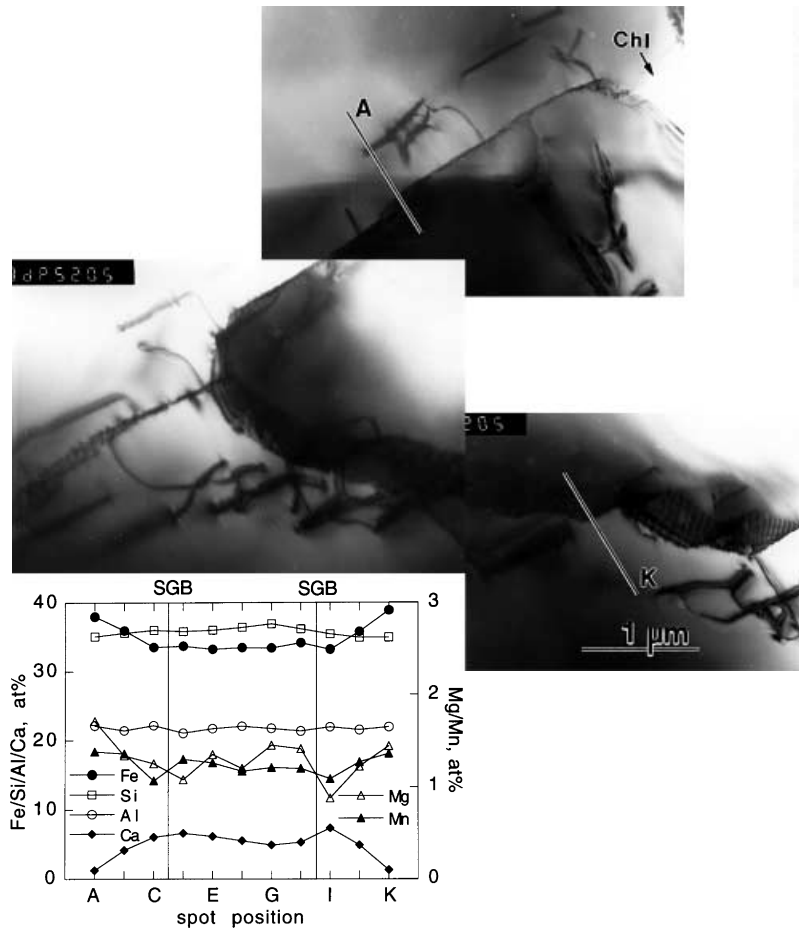 Chl
A
dP5205
205
K
1 µm
SGB SGB
40 3
30 2
20 1
10
0 0
Fe/Si/Al/Ca, at%
Mg/Mn, at%
Fe
Si
Al
Ca
Mg
Mn
A C E G I K
spot position